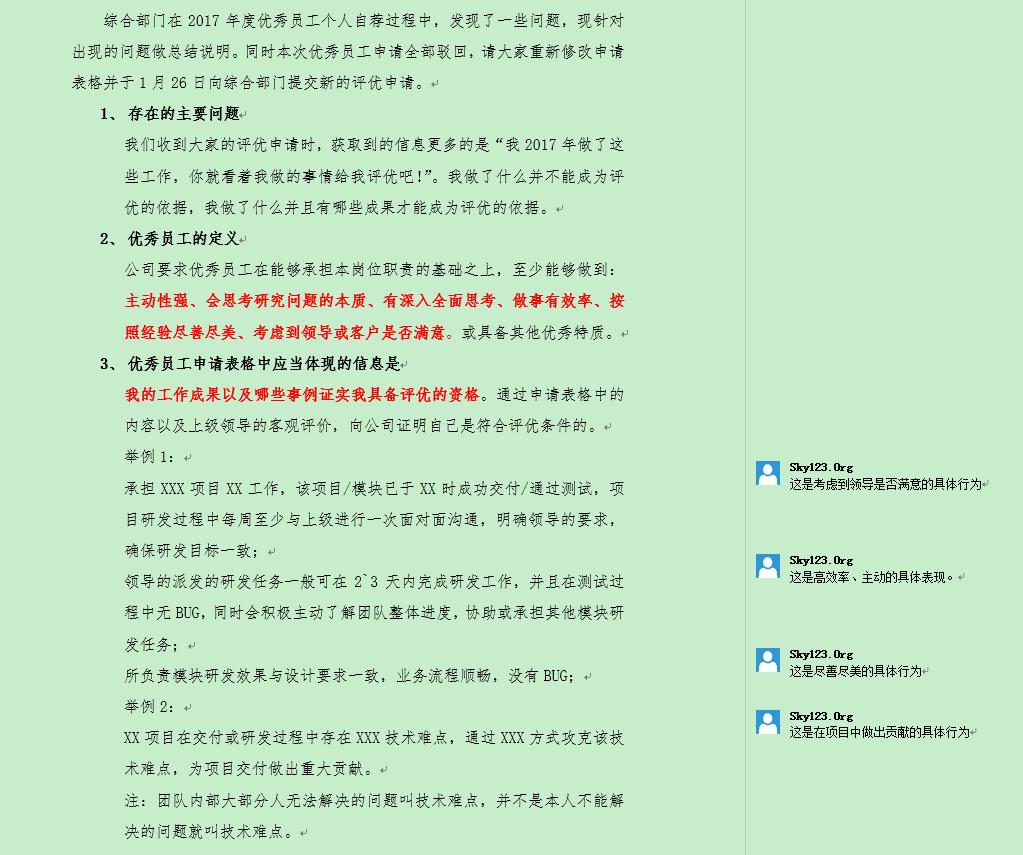 综合部门在 2017 年度优秀员工个人自荐过程中，发现了一些问题，现针对
出现的问题做总结说明。同时本次优秀员工申请全部驳回，请大家重新修改申请
表格并于 1 月 26 日向综合部门提交新的评优申请。
1、 存在的主要问题
我们收到大家的评优申请时，获取到的信息更多的是“我 2017 年做了这
些工作，你就看着我做的事情给我评优吧！”。我做了什么并不能成为评
优的依据，我做了什么并且有哪些成果才能成为评优的依据。
2、 优秀员工的定义
公司要求优秀员工在能够承担本岗位职责的基础之上，至少能够做到：
主动性强、会思考研究问题的本质、有深入全面思考、做事有效率、按
照经验尽善尽美、考虑到领导或客户是否满意。或具备其他优秀特质。
3、 优秀员工申请表格中应当体现的信息是
我的工作成果以及哪些事例证实我具备评优的资格。通过申请表格中的
内容以及上级领导的客观评价，向公司证明自己是符合评优条件的。
举例 1：
承担 XXX 项目 XX 工作，该项目/模块已于 XX 时成功交付/通过测试，项
目研发过程中每周至少与上级进行一次面对面沟通，明确领导的要求，
确保研发目标一致；
领导的派发的研发任务一般可在 2`3 天内完成研发工作，并且在测试过
程中无 BUG，同时会积极主动了解团队整体进度，协助或承担其他模块研
发任务；
所负责模块研发效果与设计要求一致，业务流程顺畅，没有 BUG；
举例 2：
XX 项目在交付或研发过程中存在 XXX 技术难点，通过 XXX 方式攻克该技
术难点，为项目交付做出重大贡献。
注：团队内部大部分人无法解决的问题叫技术难点，并不是本人不能解
决的问题就叫技术难点。
Sky123.Org
这是考虑到领导是否满意的具体行为
Sky123.Org
这是高效率、主动的具体表现。
Sky123.Org
这是尽善尽美的具体行为
Sky123.Org
这是在项目中做出贡献的具体行为